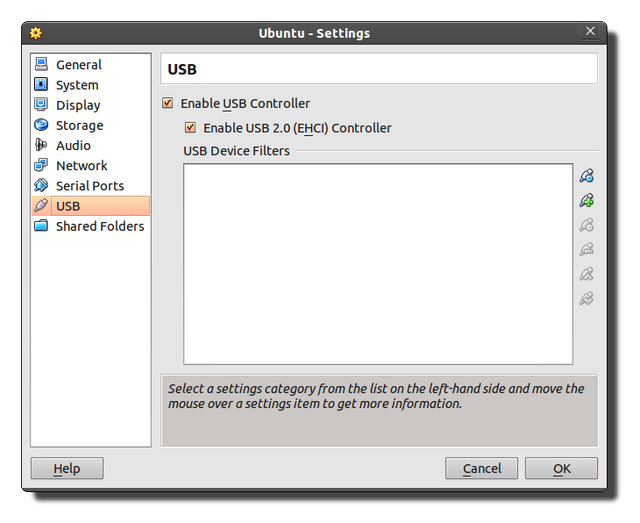 Ubuntu - Settings
General
System
Display
Storage
Audio
Network
Serial Ports
USB
Shared Folders
USB
Enable USB Controller
Enable USB 2.0 (EHCI) Controller
USB Device Filters
Select a settings category from the list on the left-hand side and move the
mouse over a settings item to get more information.
Help
Cancel
OK